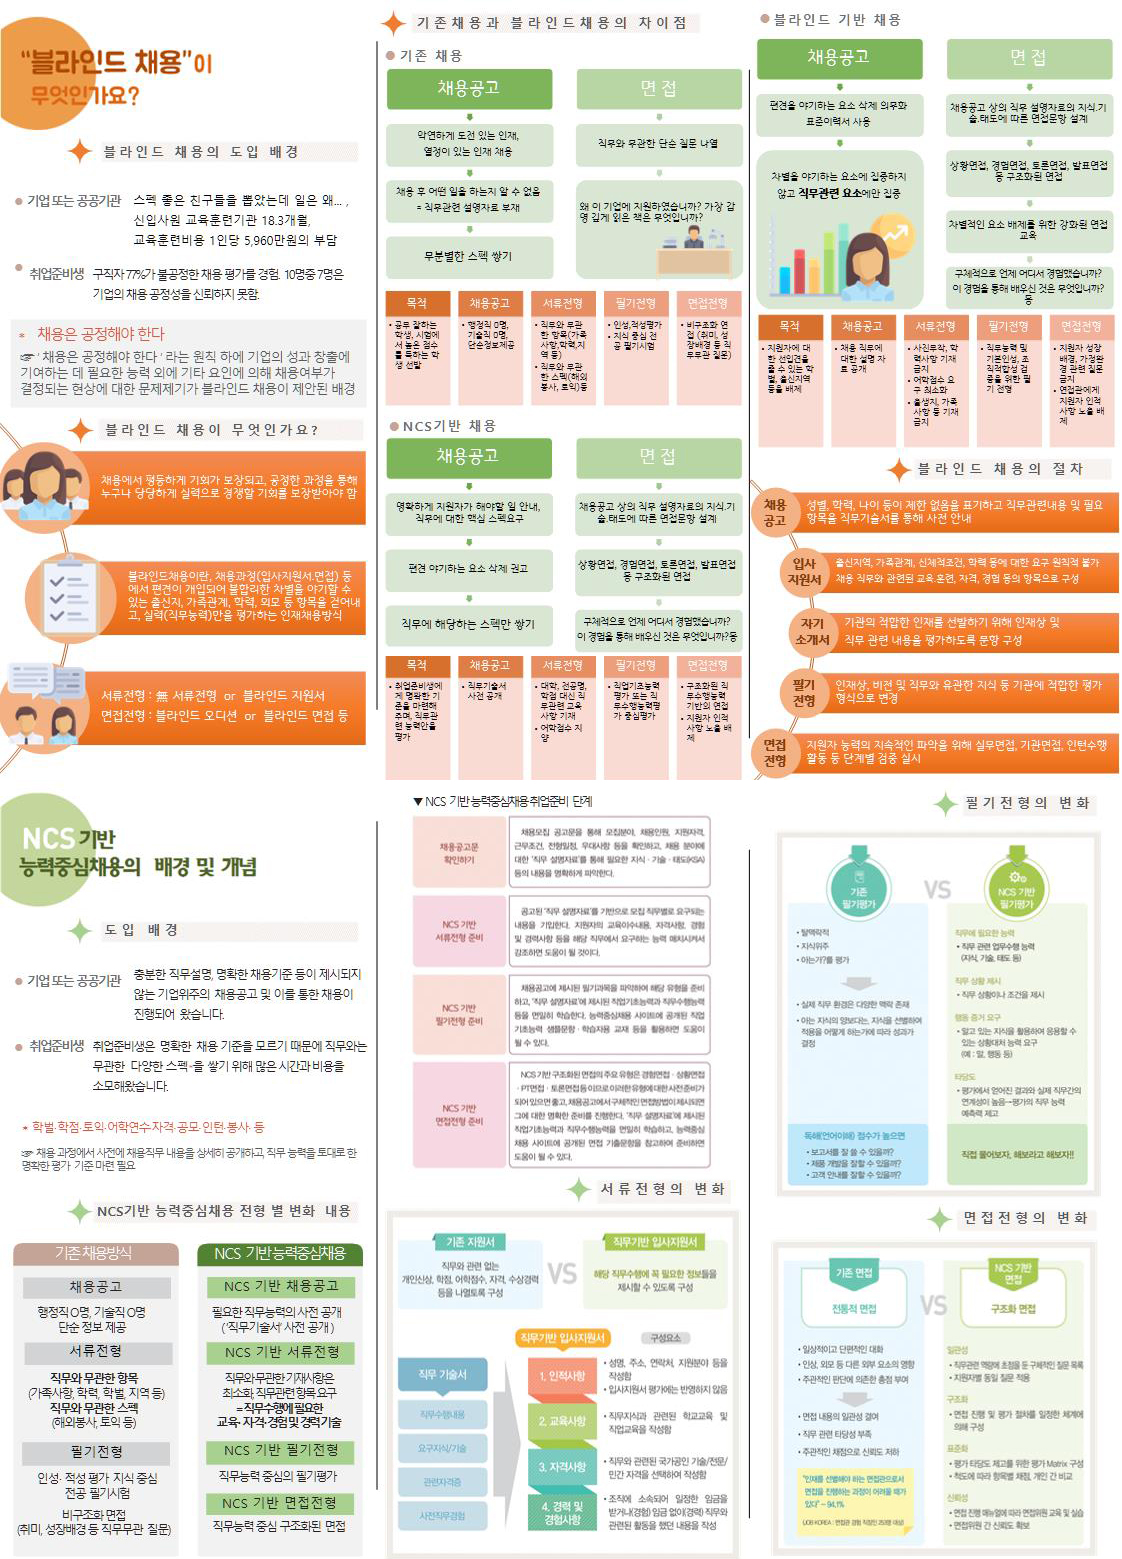 “블라인드 채용”이
무엇인가요?
블라인드 채용의 도입 배경
기업 또는 공공기관
스펙 좋은 친구들을 뽑았는데 일은 왜... ,
신입사원 교육훈련기관 18.3개월,
교육훈련비용 1인당 5,960만원의 부담
취업준비생
구직자 77%가 불공정한 채용 평가를 경험. 10명중 7명은
기업의 채용 공정성을 신뢰하지 못함.
* 채용은 공정해야 한다
☞ ' 채용은 공정해야 한다 ' 라는 원칙 하에 기업의 성과 창출에
기여하는 데 필요한 능력 외에 기타 요인에 의해 채용여부가
결정되는 현상에 대한 문제제기가 블라인드 채용이 제안된 배경
블라인드 채용이 무엇인가요?
채용에서 평등하게 기회가 보장되고, 공정한 과정을 통해
누구나 당당하게 실력으로 경쟁할 기회를 보장받아야 함
블라인드채용이란, 채용과정(입사지원서.면접) 등
에서 편견이 개입되어 불합리한 차별을 야기할 수
있는 출신지, 가족관계, 학력, 외모 등 항목을 걷어내
고, 실력(직무능력)만을 평가하는 인재채용방식
서류전형 : 無 서류전형 or 블라인드 지원서
면접전형 : 블라인드 오디션 or 블라인드 면접 등
기존채용과 블라인드채용의 차이점
기존 채용
채용공고
면 접
막연하게 도전 있는 인재,
열정이 있는 인재 채용
직무와 무관한 단순 질문 나열
채용 후 어떤 일을 하는지 알 수 없음
= 직무관련 설명자료 부재
왜 이 기업에 지원하였습니까? 가장 감
명 깊게 읽은 책은 무엇입니까?
무분별한 스펙 쌓기
목적
채용공고
서류전형
필기전형
면접전형
• 공부 잘하는
학생, 시험에
서 높은 점수
를 득하는 학
생 선발
• 행정직 0명,
기술직 0명,
단순정보제공
• 직무와 무관
한 항목(가족
사항,학력,지
역 등)
• 직무와 무관
한 스펙(해외
봉사, 토익)등
• 인성,적성평가
• 지식 중심 전
공 필기시험
• 비구조화 면
접 (취미, 성
장배경 등 직
무무관 질문)
NCS기반 채용
채용공고
면 접
명확하게 지원자가 해야할 일 안내,
직무에 대한 핵심 스펙요구
채용공고 상의 직무 설명자료의 지식.기
술.태도에 따른 면접문항 설계
편견 야기하는 요소 삭제 권고
상황면접, 경험면접, 토론면접, 발표면접
등 구조화된 면접
직무에 해당하는 스펙만 쌓기
구체적으로 언제 어디서 경험했습니까?
이 경험을 통해 배우신 것은 무엇입니까?등
목적
채용공고
서류전형
필기전형
면접전형
• 취업준비생에
게 명확한 기
준을 마련해
주며, 직무관
련 능력만을
평가
• 직무기술서
사전 공개
• 대학, 전공명,
학점 대신 직
무관련 교육
사항 기재
• 어학점수 지
양
• 직업기초능력
평가 또는 직
무수행능력평
가 중심평가
• 구조화된 직
무수행능력
기반의 면접
• 지원자 인적
사항 노출 배
제
블라인드 기반 채용
채용공고
면 접
편견을 야기하는 요소 삭제 의무화
표준이력서 사용
채용공고 상의 직무 설명자료의 지식.기
술.태도에 따른 면접문항 설계
차별을 야기하는 요소에 집중하지
않고 직무관련 요소에만 집중
상황면접, 경험면접, 토론면접, 발표면접
등 구조화된 면접
차별적인 요소 배제를 위한 강화된 면접
교육
구체적으로 언제 어디서 경험했습니까?
이 경험을 통해 배우신 것은 무엇입니까?
등
목적
채용공고
서류전형
필기전형
면접전형
• 지원자에 대
한 선입견을
줄 수 있는 학
벌, 출신지역
등을 배제
• 채용 직무에
대한 설명 자
료 공개
• 사진부착, 학
력사항 기재
금지
• 어학점수 요
구 최소화
• 출생지, 가족
사항 등 기재
금지
• 직무능력 및
기본인성, 조
직적합성 검
증을 위한 필
기 전형
• 지원자 성장
배경, 가정환
경 관련 질문
금지
• 면접관에게
지원자 인적
사항 노출 배
제
블라인드 채용의 절차
채용
공고
성별, 학력, 나이 등이 제한 없음을 표기하고 직무관련내용 및 필요
항목을 직무기술서를 통해 사전 안내
입사
지원서
출신지역, 가족관계, 신체적조건, 학력 등에 대한 요구 원칙적 불가
채용 직무와 관련된 교육.훈련, 자격, 경험 등의 항목으로 구성
자기
소개서
기관의 적합한 인재를 선발하기 위해 인재상 및
직무 관련 내용을 평가하도록 문항 구성
필기
전형
인재상, 비전 및 직무와 유관한 지식 등 기관에 적합한 평가
형식으로 변경
면접
전형
지원자 능력의 지속적인 파악을 위해 실무면접, 기관면접, 인턴수행
활동 등 단계별 검증 실시
NCS 기반
능력중심채용의 배경 및 개념
도입 배경
기업 또는 공공기관
충분한 직무설명, 명확한 채용기준 등이 제시되지
않는 기업위주의 채용공고 및 이를 통한 채용이
진행되어 왔습니다.
취업준비생
취업준비생은 명확한 채용 기준을 모르기 때문에 직무와는
무관한 다양한 스펙*을 쌓기 위해 많은 시간과 비용을
소모해왔습니다.
* 학벌·학점·토익·어학연수·자격·공모·인턴·봉사· 등
☞ 채용 과정에서 사전에 채용직무 내용을 상세히 공개하고, 직무 능력을 토대로 한
명확한 평가 기준 마련 필요
NCS기반 능력중심채용 전형 별 변화 내용
기존 채용방식
채용공고
행정직 O명, 기술직 O명
단순 정보 제공
서류전형
직무와 무관한 항목
(가족사항, 학력, 학벌, 지역 등)
직무와 무관한 스펙
(해외봉사, 토익 등)
필기전형
인성· 적성 평가 지식 중심
전공 필기시험
비구조화 면접
(취미, 성장배경 등 직무무관 질문)
NCS 기반 능력중심채용
NCS 기반 채용공고
필요한 직무능력의 사전 공개
( '직무기술서' 사전 공개 )
NCS 기반 서류전형
직무와 무관한 기재사항은
최소화, 직무관련 항목 요구
= 직무수행에 필요한
교육· 자격· 경험 및 경력 기술
NCS 기반 필기전형
직무능력 중심의 필기평가
NCS 기반 면접전형
직무능력 중심 구조화된 면접
▼ NCS 기반 능력중심채용 취업준비 단계
채용공고문
확인하기
채용모집 공고문을 통해 모집분야, 채용인원, 지원자격,
근무조건, 전형일정, 우대사항 등을 확인하고, 채용 분야에
대한 '직무 설명자료'를 통해 필요한 지식 · 기술 · 태도(KSA)
등의 내용을 명확하게 파악한다.
NCS 기반
서류전형 준비
공고된 '직무 설명자료'를 기반으로 모집 직무별로 요구되는
내용을 기입한다. 지원자의 교육이수내용, 자격사항, 경험
및 경력사항 등을 해당 직무에서 요구하는 능력 매치시켜서
강조하면 도움이 될 것이다.
NCS 기반
필기전형 준비
채용공고에 제시된 필기과목을 파악하여 해당 유형을 준비
하고, '직무 설명자료'에 제시된 직업기초능력과 직무수행능력
등을 면밀히 학습한다. 능력중심채용 사이트에 공개된 직업
기초능력 샘플문항 · 학습자용 교재 등을 활용하면 도움이
될 수 있다.
NCS 기반
면접전형 준비
NCS 기반 구조화된 면접의 주요 유형은 경험면접 · 상황면접
· PT면접 · 토론면접 등이므로 이러한 유형에 대한 사전 준비가
되어 있으면 좋고, 채용공고에서 구체적인 면접방법이 제시되면
그에 대한 명확한 준비를 진행한다. '직무 설명자료'에 제시된
직업기초능력과 직무수행능력을 면밀히 학습하고, 능력중심
채용 사이트에 공개된 면접 기출문항을 참고하여 준비하면
도움이 될 수 있다.
서류전형의 변화
기존 지원서
직무와 관련 없는
개인신상, 학점, 어학점수, 자격, 수상경력
등을 나열토록 구성
VS
직무기반 입사지원서
해당 직무수행에 꼭 필요한 정보들을
제시할 수 있도록 구성
직무기반 입사지원서
구성요소
직무 기술서
직무수행내용
요구지식/기술
관련자격증
사전직무경험
1. 인적사항
• 성명, 주소, 연락처, 지원분야 등을
작성함
• 입사지원서 평가에는 반영하지 않음
2. 교육사항
• 직무지식과 관련된 학교교육 및
직업교육을 작성함
3. 자격사항
• 직무와 관련된 국가공인 기술/전문/
민간 자격을 선택하여 작성함
4. 경력 및
경험사항
• 조직에 소속되어 일정한 임금을
받거나(경험) 임금 없이(경력) 직무와
관련된 활동을 했던 내용을 작성
필기전형의 변화
기존
필기평가
VS
NCS 기반
필기평가
• 탈맥락적
• 지식위주
• 아는가?를 평가
• 실제 직무 환경은 다양한 맥락 존재
• 아는 지식의 양보다는, 지식을 선별하여
적용을 어떻게 하는가에 따라 성과가
결정
독해(언어이해) 점수가 높으면
• 보고서를 잘 쓸 수 있을까?
• 제품 개발을 잘할 수 있을까?
• 고객 안내를 잘할 수 있을까?
직무에 필요한 능력
• 직무 관련 업무수행 능력
(지식, 기술, 태도 등)
직무 상황 제시
• 직무 상황이나 조건을 제시
행동 증거 요구
• 알고 있는 지식을 활용하여 응용할 수
있는 상황대처 능력 요구
(예 : 말, 행동 등)
타당도
• 평가에서 얻어진 결과와 실제 직무간의
연계성이 높음→평가의 직무 능력
예측력 제고
직접 물어보자, 해보라고 해보자!!
면접전형의 변화
기존 면접
전통적 면접
VS
NCS 기반
면접
구조화 면접
• 일상적이고 단편적인 대화
• 인상, 외모 등 다른 외부 요소의 영향
• 주관적인 판단에 의존한 총점 부여
• 면접 내용의 일관성 결여
• 직무 관련 타당성 부족
• 주관적인 채점으로 신뢰도 저하
"인재를 선별해야 하는 면접관으로서
면접을 진행하는 과정이 어려울 때가
있다" – 94.1%
일관성
• 직무관련 역량에 초점을 둔 구체적인 질문 목록
• 지원자별 동일 질문 적용
구조화
• 면접 진행 및 평가 절차를 일정한 체계에
의해 구성
표준화
• 평가 타당도 제고를 위한 평가 Matrix 구성
• 척도에 따라 항목별 채점, 개인 간 비교
신뢰성
• 면접 진행 매뉴얼에 따라 면접위원 교육 및 실습
• 면접위원 간 신뢰도 확보